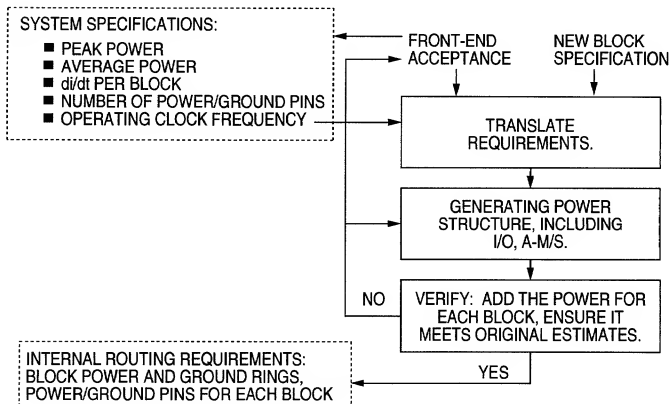 SYSTEM SPECIFICATIONS:
■ PEAK POWER
■ AVERAGE POWER
■ di/dt PER BLOCK
■ NUMBER OF POWER/GROUND PINS
■ OPERATING CLOCK FREQUENCY
FRONT-END
ACCEPTANCE
NEW BLOCK
SPECIFICATION
TRANSLATE
REQUIREMENTS.
GENERATING POWER
STRUCTURE, INCLUDING
I/O, A-M/S.
NO
VERIFY: ADD THE POWER FOR
EACH BLOCK, ENSURE IT
MEETS ORIGINAL ESTIMATES.
YES
INTERNAL ROUTING REQUIREMENTS:
BLOCK POWER AND GROUND RINGS,
POWER/GROUND PINS FOR EACH BLOCK